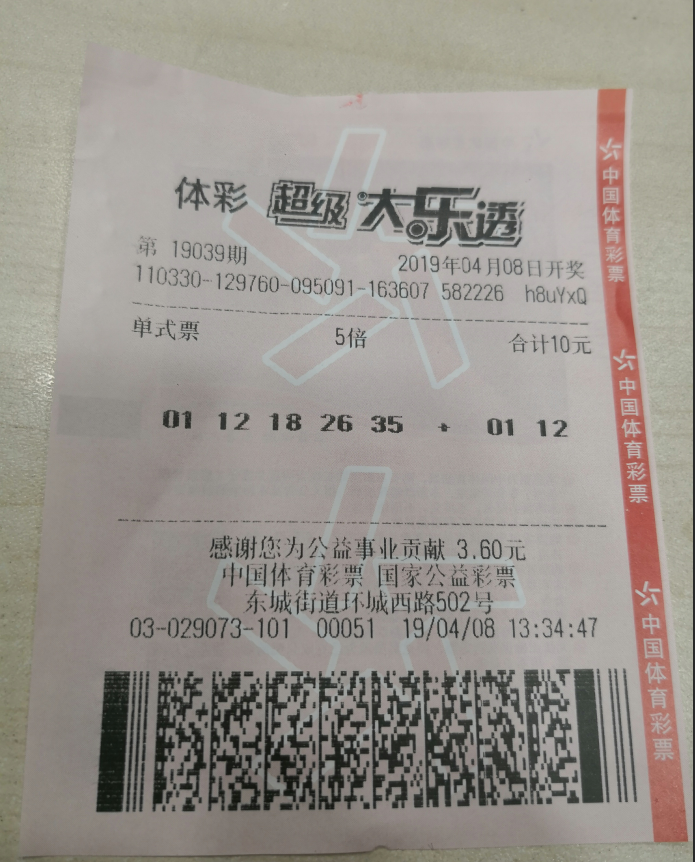 体彩 超级大乐透
第 19039期 2019年04月08日开奖
110330-129760-095091-163607 582226 h8uYxQ
单式票 5倍 合计10元
01 12 18 26 35 + 01 12
感谢您为公益事业贡献 3.60元
中国体育彩票 国家公益彩票
东城街道环城西路502号
03-029073-101 00051 19/04/08 13:34:47
中国体育彩票
中国体育彩票
中国体育彩票